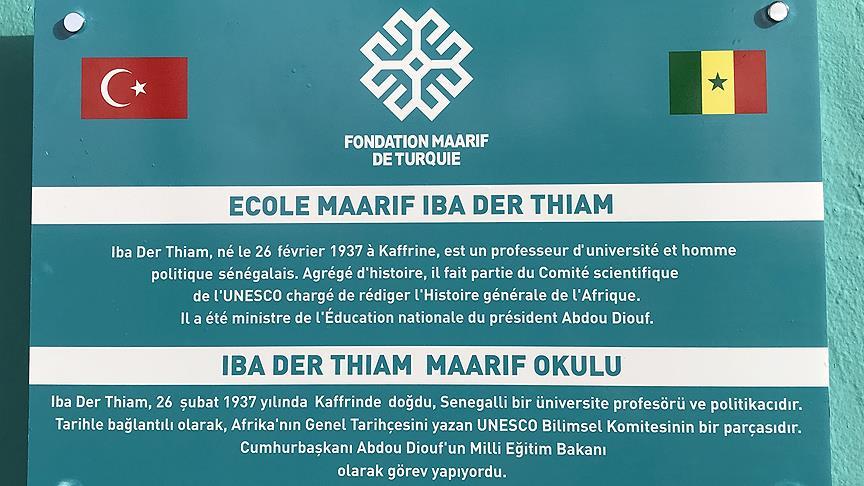 FONDATION MAARIF
DE TURQUIE
ECOLE MAARIF IBA DER THIAM
Iba Der Thiam, né le 26 février 1937 à Kaffrine, est un professeur d'université et homme
politique sénégalais. Agrégé d'histoire, il fait partie du Comité scientifique
de l'UNESCO chargé de rédiger l'Histoire générale de l'Afrique.
Il a été ministre de l'Éducation nationale du président Abdou Diouf.
IBA DER THIAM MAARIF OKULU
Iba Der Thiam, 26 şubat 1937 yılında Kaffrinde doğdu, Senegalli bir üniversite profesörü ve politikacıdır.
Tarihle bağlantılı olarak, Afrika'nın Genel Tarihçesini yazan UNESCO Bilimsel Komitesinin bir parçasıdır.
Cumhurbaşkanı Abdou Diouf'un Milli Eğitim Bakanı
olarak görev yapıyordu.